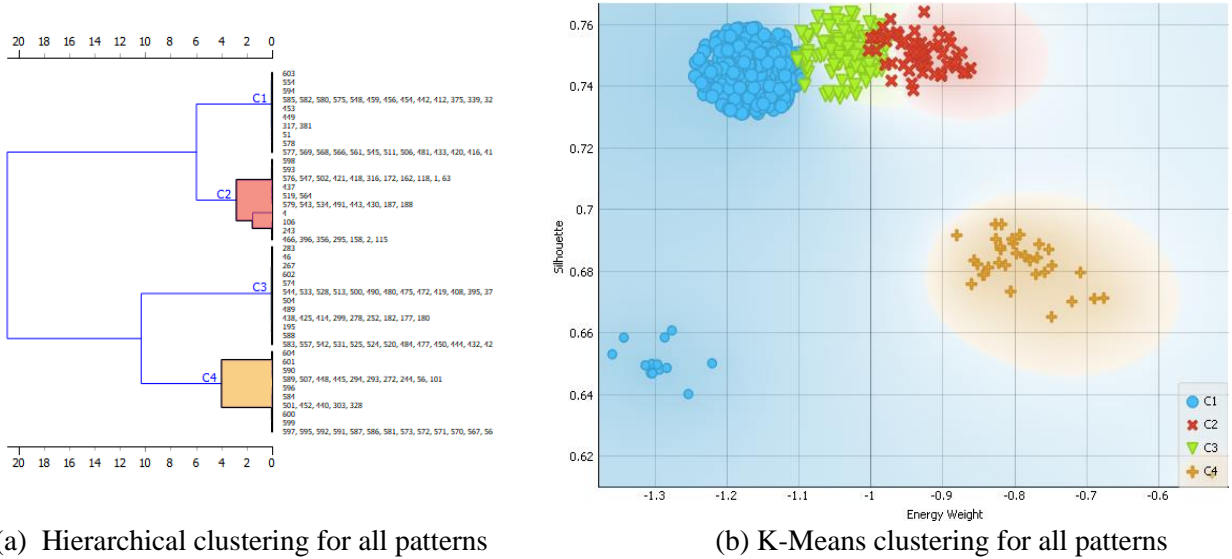 20 18 16 14 12 10 8 6 4 2 0
603
554
594
C1
585, 582, 580, 575, 548, 459, 456, 454, 442, 412, 375, 339, 32
453
449
317, 381
51
578
577, 569, 568, 566, 561, 545, 511, 506, 481, 433, 420, 416, 41
598
593
576, 547, 502, 421, 418, 316, 172, 162, 118, 1, 63
437
C2
519, 564
579, 543, 534, 491, 443, 430, 187, 188
4
106
243
466, 396, 356, 295, 158, 2, 115
283
46
267
602
574
C3
544, 533, 528, 513, 500, 490, 480, 475, 472, 419, 408, 395, 37
504
489
438, 425, 414, 299, 278, 252, 182, 177, 180
195
588
583, 557, 542, 531, 525, 524, 520, 484, 477, 450, 444, 432, 42
604
601
590
C4
589, 507, 448, 445, 294, 293, 272, 244, 56, 101
596
584
501, 452, 440, 303, 328
600
599
597, 595, 592, 591, 587, 586, 581, 573, 572, 571, 570, 567, 56
20 18 16 14 12 10 8 6 4 2 0
0.76
0.74
0.72
0.7
0.68
0.66
0.64
0.62
Silhouette
C1
C2
C3
C4
-1.3 -1.2 -1.1 -1 -0.9 -0.8 -0.7 -0.6
Energy Weight
a) Hierarchical clustering for all patterns
(b) K-Means clustering for all patterns